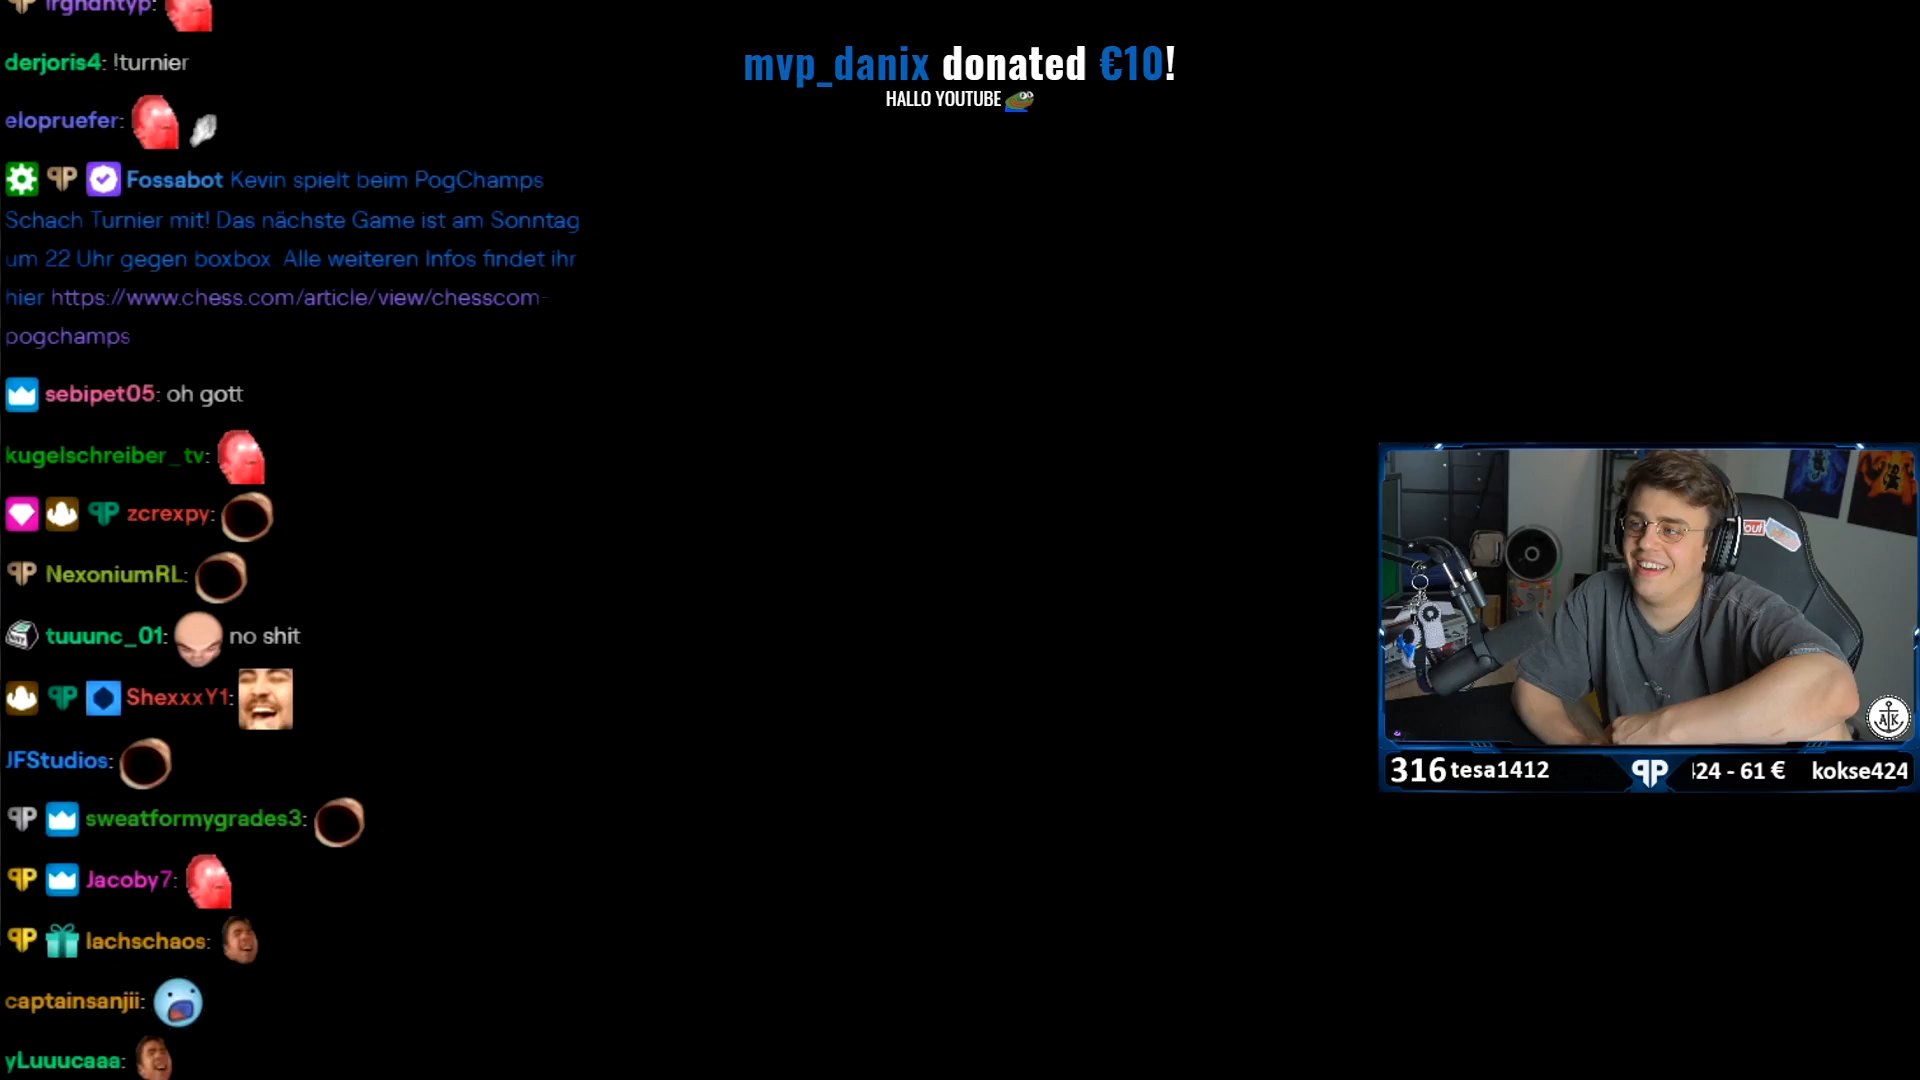 derjoris4: !turnier
elopruefer:
Fossabot Kevin spielt beim PogChamps
Schach Turnier mit! Das nächste Game ist am Sonntag
um 22 Uhr gegen boxbox Alle weiteren Infos findet ihr
hier https://www.chess.com/article/view/chesscom-
pogchamps
sebipet05: oh gott
kugelschreiber_tv:
zcrexpy:
NexoniumRL:
tuuunc_01: no shit
ShexxxY1:
JFStudios:
sweatformygrades3:
Jacoby7:
lachschaos:
captainsanjii:
yLuuucaaa:
mvp_danix donated €10!
HALLO YOUTUBE
AK
316 tesa1412 PP 424 - 61 € kokse424